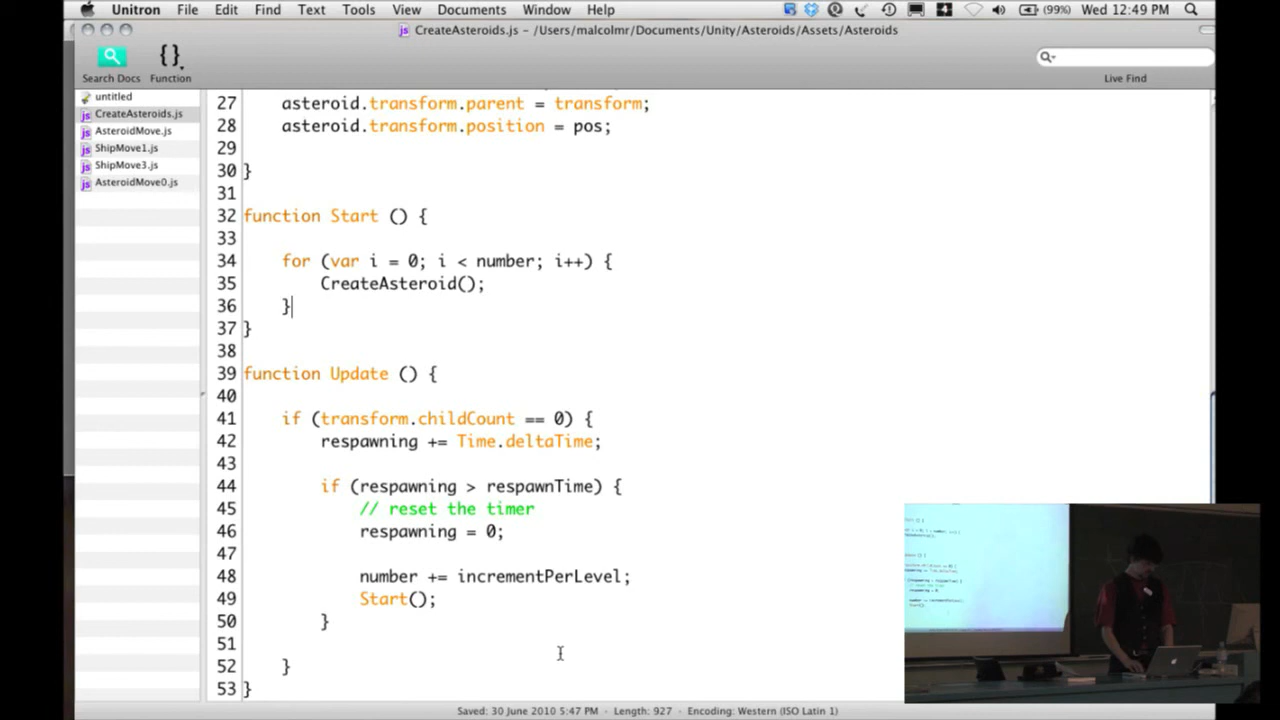 Unitron File Edit Find Text Tools View Documents Window Help (99%) Wed 12:49 PM
CreateAsteroids.js – /Users/malcolmr/Documents/Unity/Asteroids/Assets/Asteroids
Search Docs Function Live Find
untitled
CreateAsteroids.js
AsteroidMove.js
ShipMove1.js
ShipMove3.js
AsteroidMove0.js
27 asteroid.transform.parent = transform;
28 asteroid.transform.position = pos;
29
30 }
31
32 function Start () {
33
34 for (var i = 0; i < number; i++) {
35 CreateAsteroid();
36 }
37 }
38
39 function Update () {
40
41 if (transform.childCount == 0) {
42 respawning += Time.deltaTime;
43
44 if (respawning > respawnTime) {
45 // reset the timer
46 respawning = 0;
47
48 number += incrementPerLevel;
49 Start();
50 }
51
52 }
53 }
Saved: 30 June 2010 5:47 PM Length: 927 Encoding: Western (ISO Latin 1)